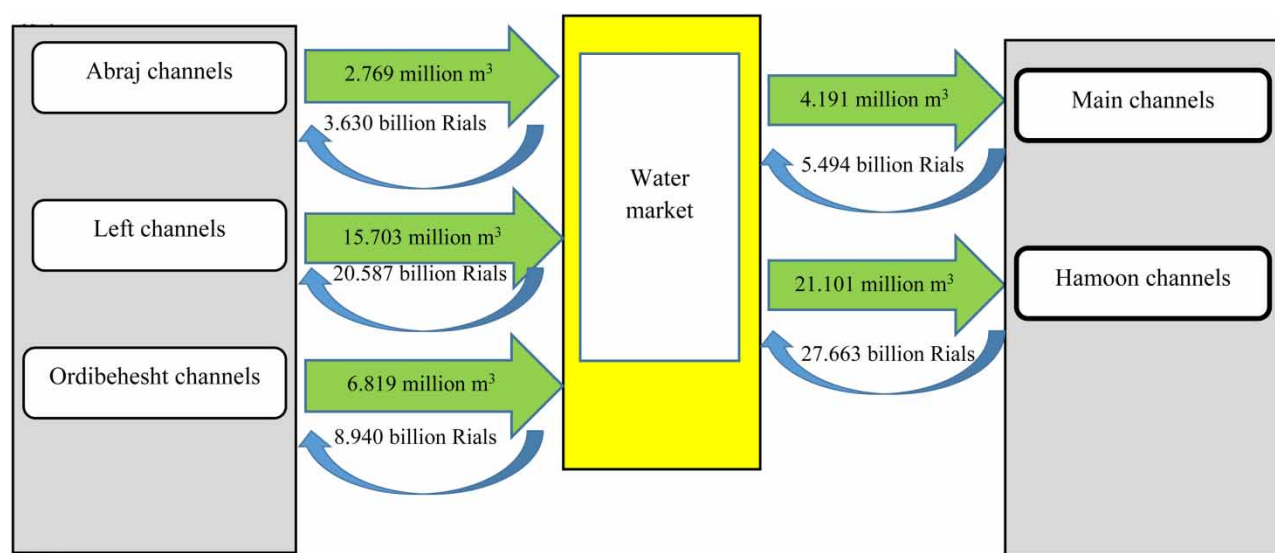 Abraj channels
2.769 million m³
3.630 billion Rials
Left channels
15.703 million m³
20.587 billion Rials
Ordibehesht channels
6.819 million m³
8.940 billion Rials
Water
market
4.191 million m³
5.494 billion Rials
Main channels
21.101 million m³
27.663 billion Rials
Hamoon channels